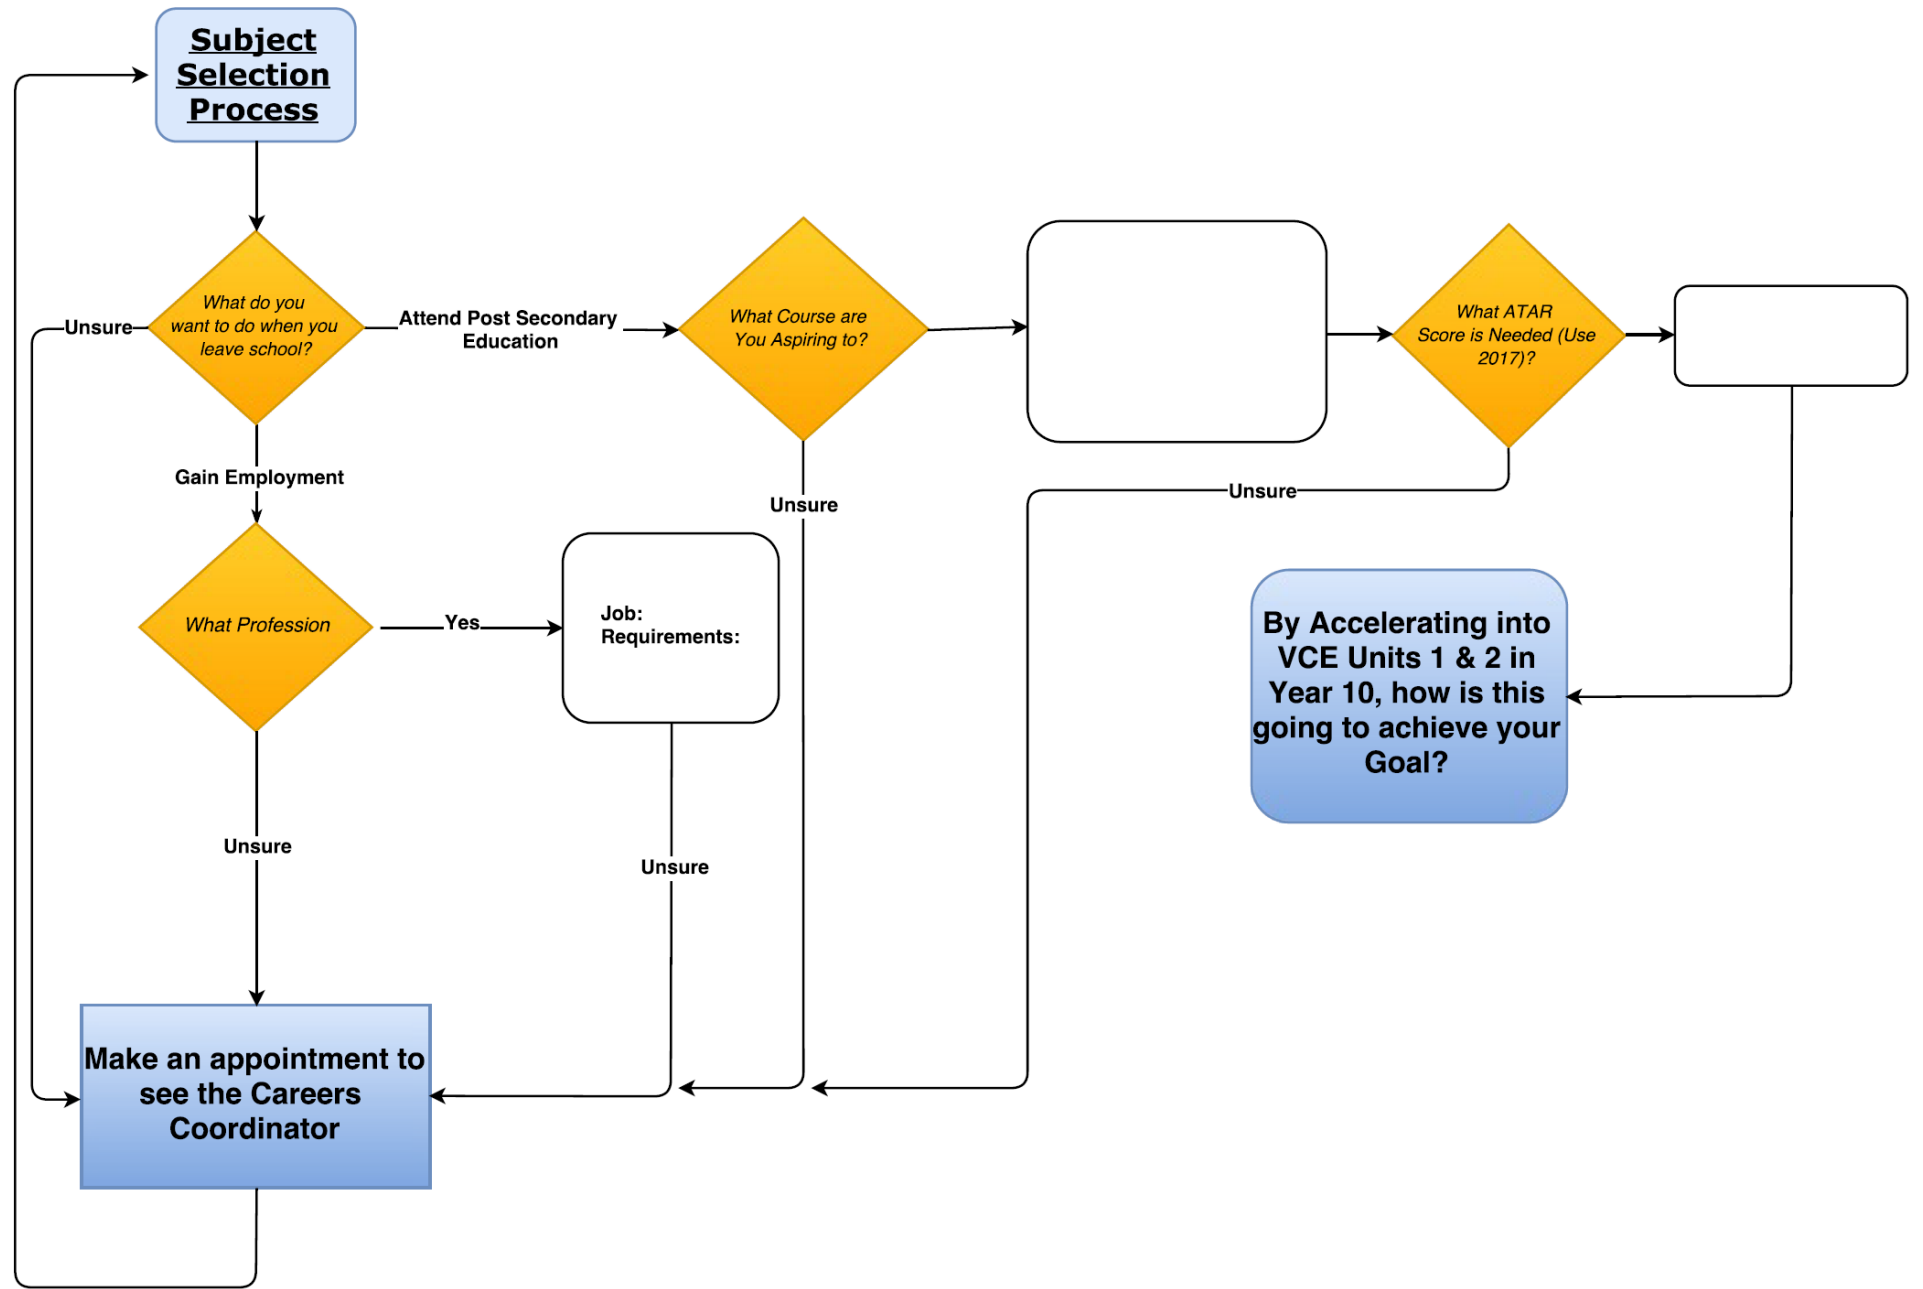 Subject
Selection
Process
What do you
want to do when you
leave school?
Unsure
Attend Post Secondary
Education
What Course are
You Aspiring to?
What ATAR
Score is Needed (Use
2017)?
Gain Employment
Unsure
Unsure
What Profession
Yes
Job:
Requirements:
By Accelerating into
VCE Units 1 & 2 in
Year 10, how is this
going to achieve your
Goal?
Unsure
Unsure
Make an appointment to
see the Careers
Coordinator